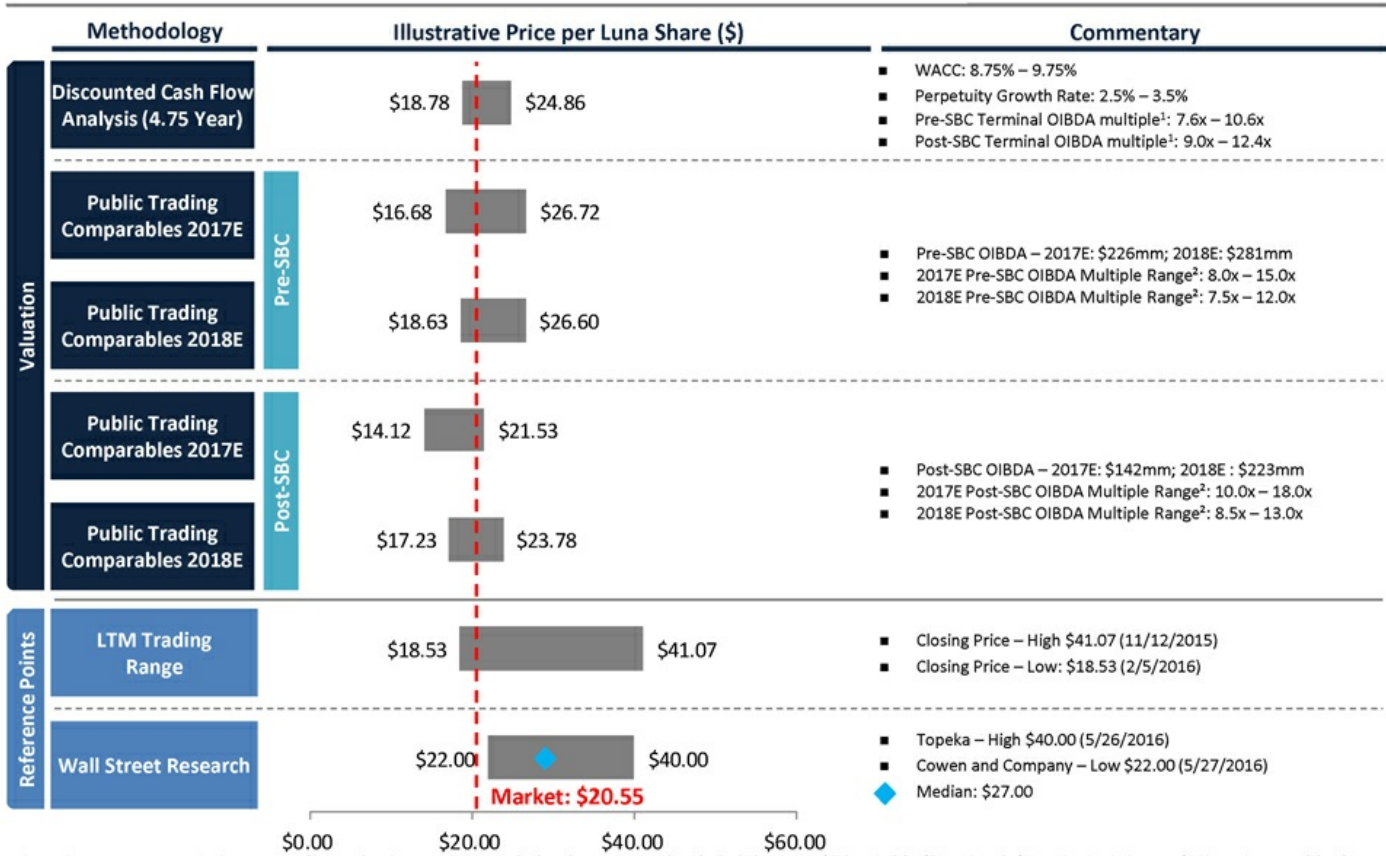 Methodology
Illustrative Price per Luna Share ($)
Commentary
Valuation
Discounted Cash Flow
Analysis (4.75 Year)
$18.78
$24.86
■ WACC: 8.75% – 9.75%
■ Perpetuity Growth Rate: 2.5% – 3.5%
■ Pre-SBC Terminal OIBDA multiple¹: 7.6x – 10.6x
■ Post-SBC Terminal OIBDA multiple¹: 9.0x – 12.4x
Pre-SBC
Public Trading
Comparables 2017E
$16.68
$26.72
Public Trading
Comparables 2018E
$18.63
$26.60
■ Pre-SBC OIBDA – 2017E: $226mm; 2018E: $281mm
■ 2017E Pre-SBC OIBDA Multiple Range²: 8.0x – 15.0x
■ 2018E Pre-SBC OIBDA Multiple Range²: 7.5x – 12.0x
Post-SBC
Public Trading
Comparables 2017E
$14.12
$21.53
Public Trading
Comparables 2018E
$17.23
$23.78
■ Post-SBC OIBDA – 2017E: $142mm; 2018E : $223mm
■ 2017E Post-SBC OIBDA Multiple Range²: 10.0x – 18.0x
■ 2018E Post-SBC OIBDA Multiple Range²: 8.5x – 13.0x
Reference Points
LTM Trading
Range
$18.53
$41.07
■ Closing Price – High $41.07 (11/12/2015)
■ Closing Price – Low: $18.53 (2/5/2016)
Wall Street Research
$22.00
$40.00
■ Topeka – High $40.00 (5/26/2016)
■ Cowen and Company – Low $22.00 (5/27/2016)
Median: $27.00
Market: $20.55
$0.00
$20.00
$40.00
$60.00